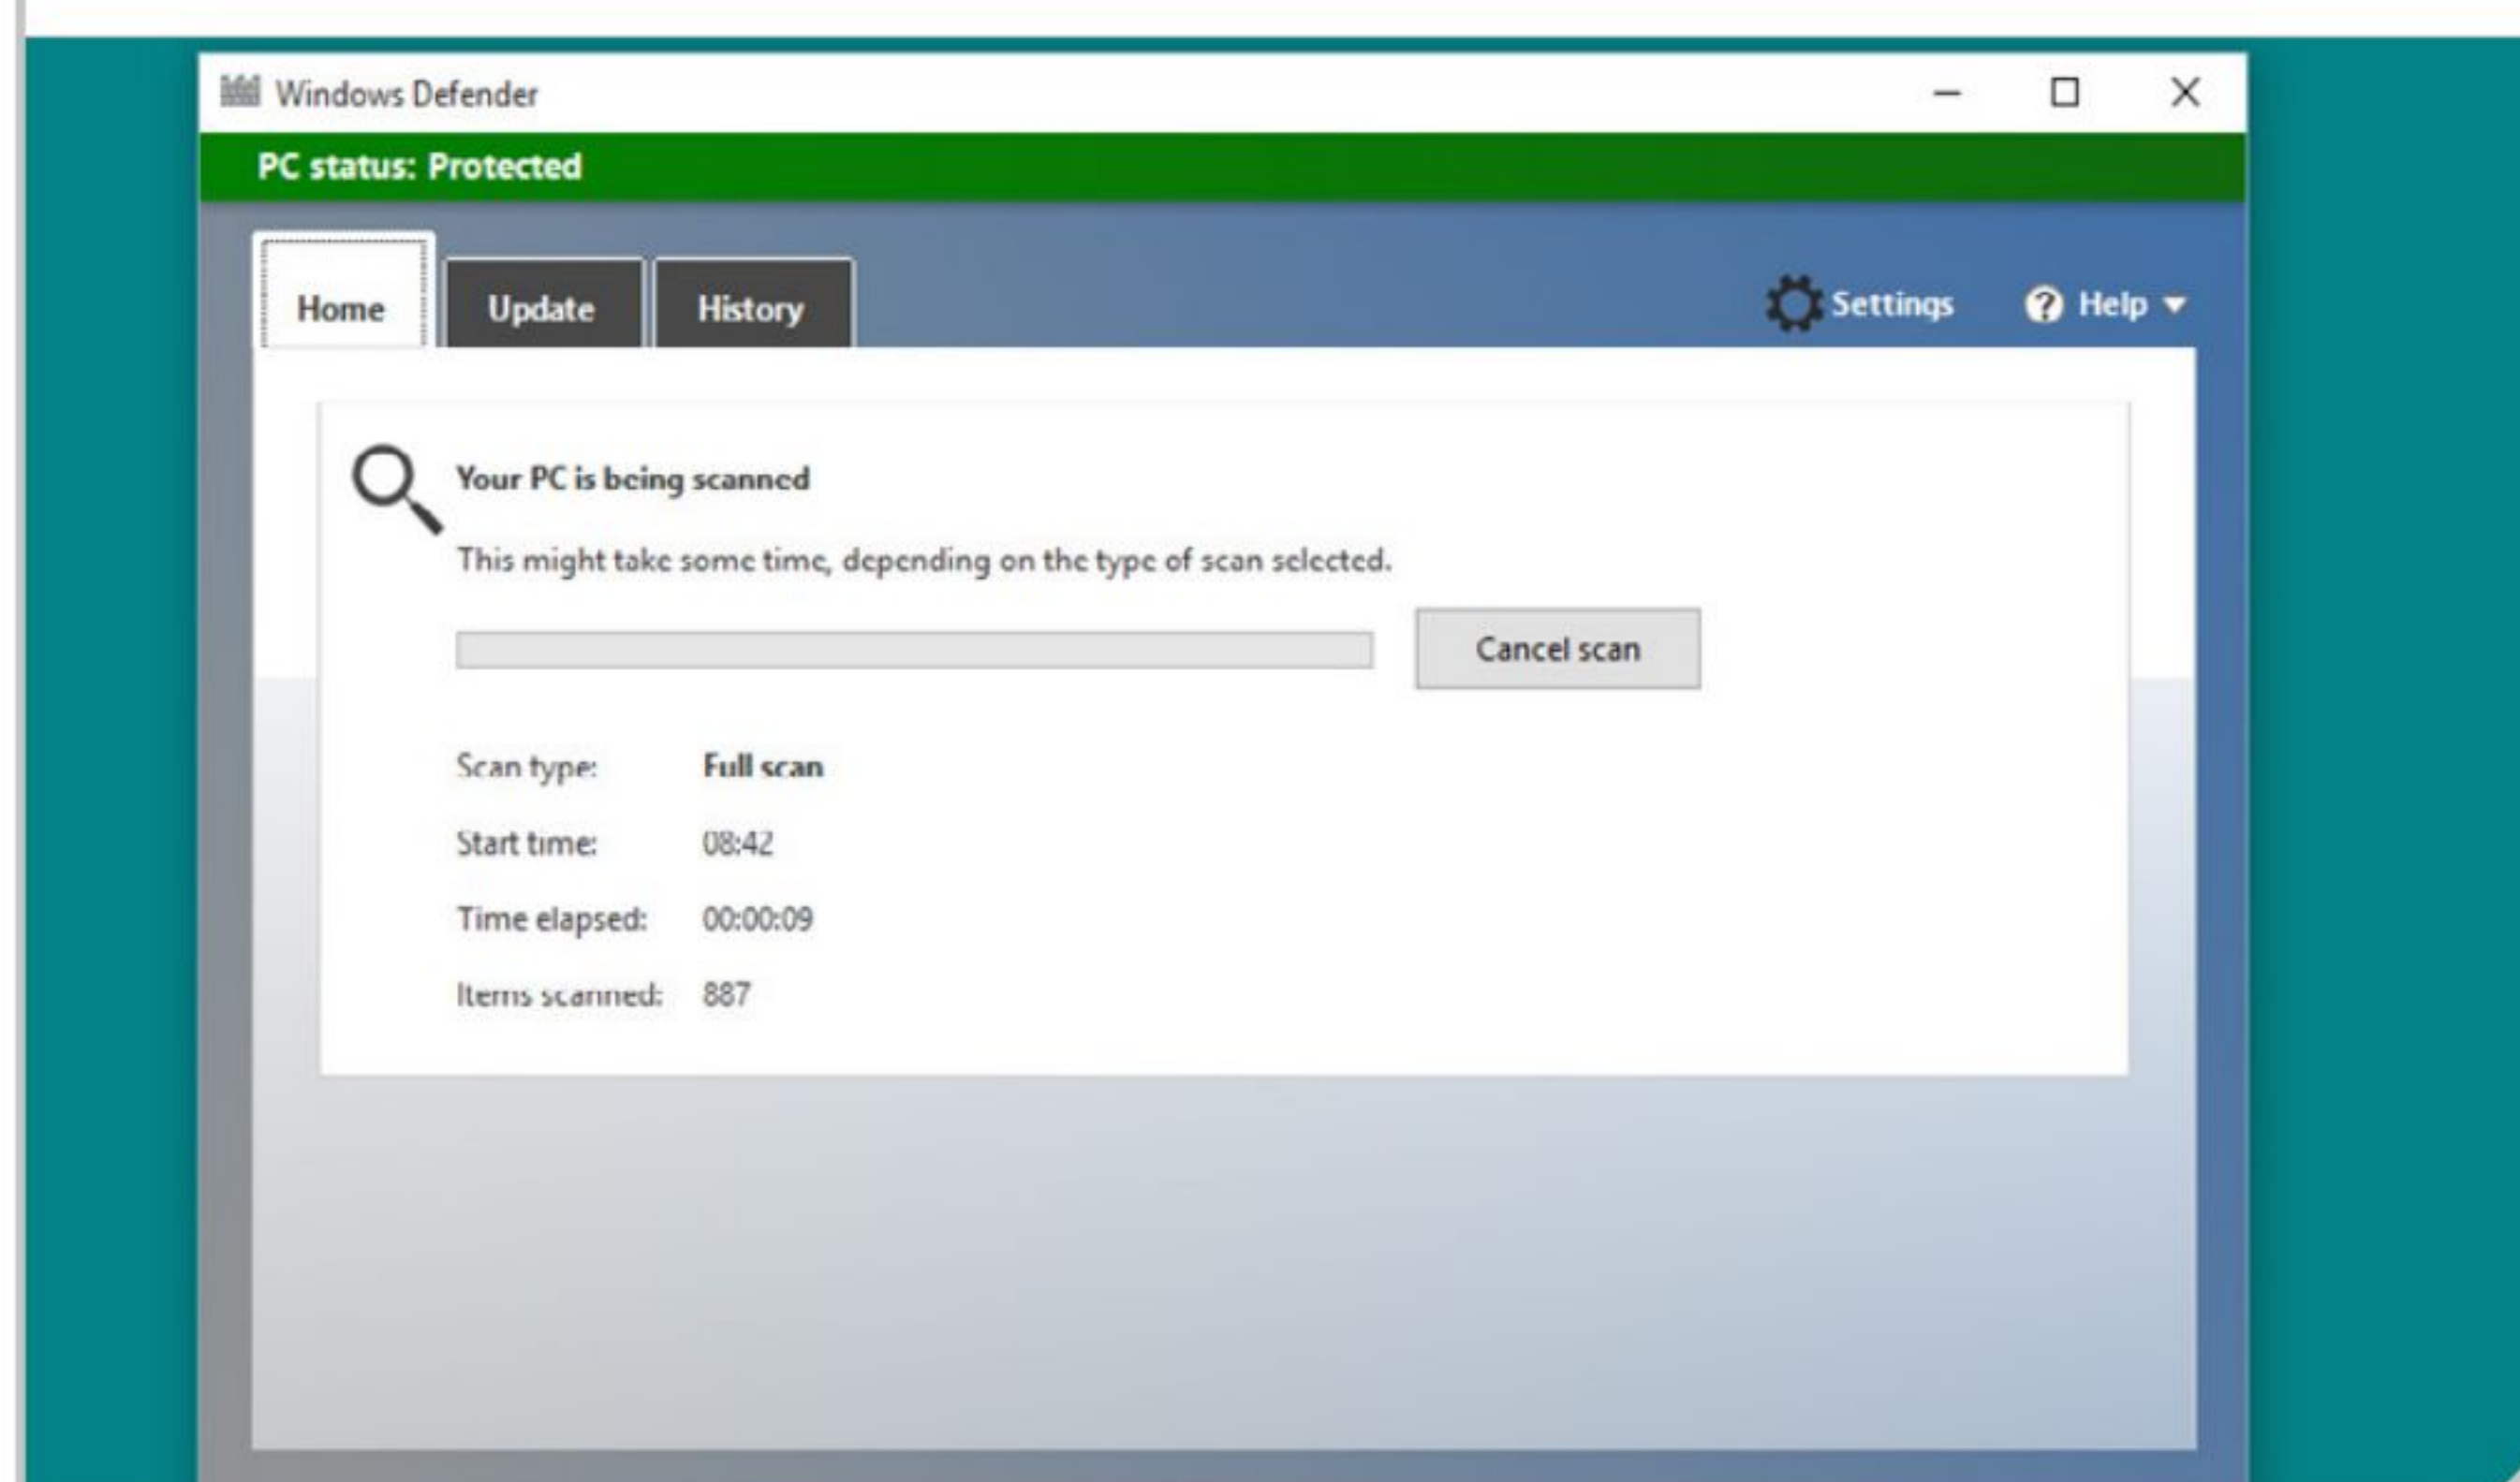 Windows Defender
PC status: Protected
Home Update History Settings ? Help
Your PC is being scanned
This might take some time, depending on the type of scan selected.
Cancel scan
Scan type: Full scan
Start time: 08:42
Time elapsed: 00:00:09
Items scanned: 887